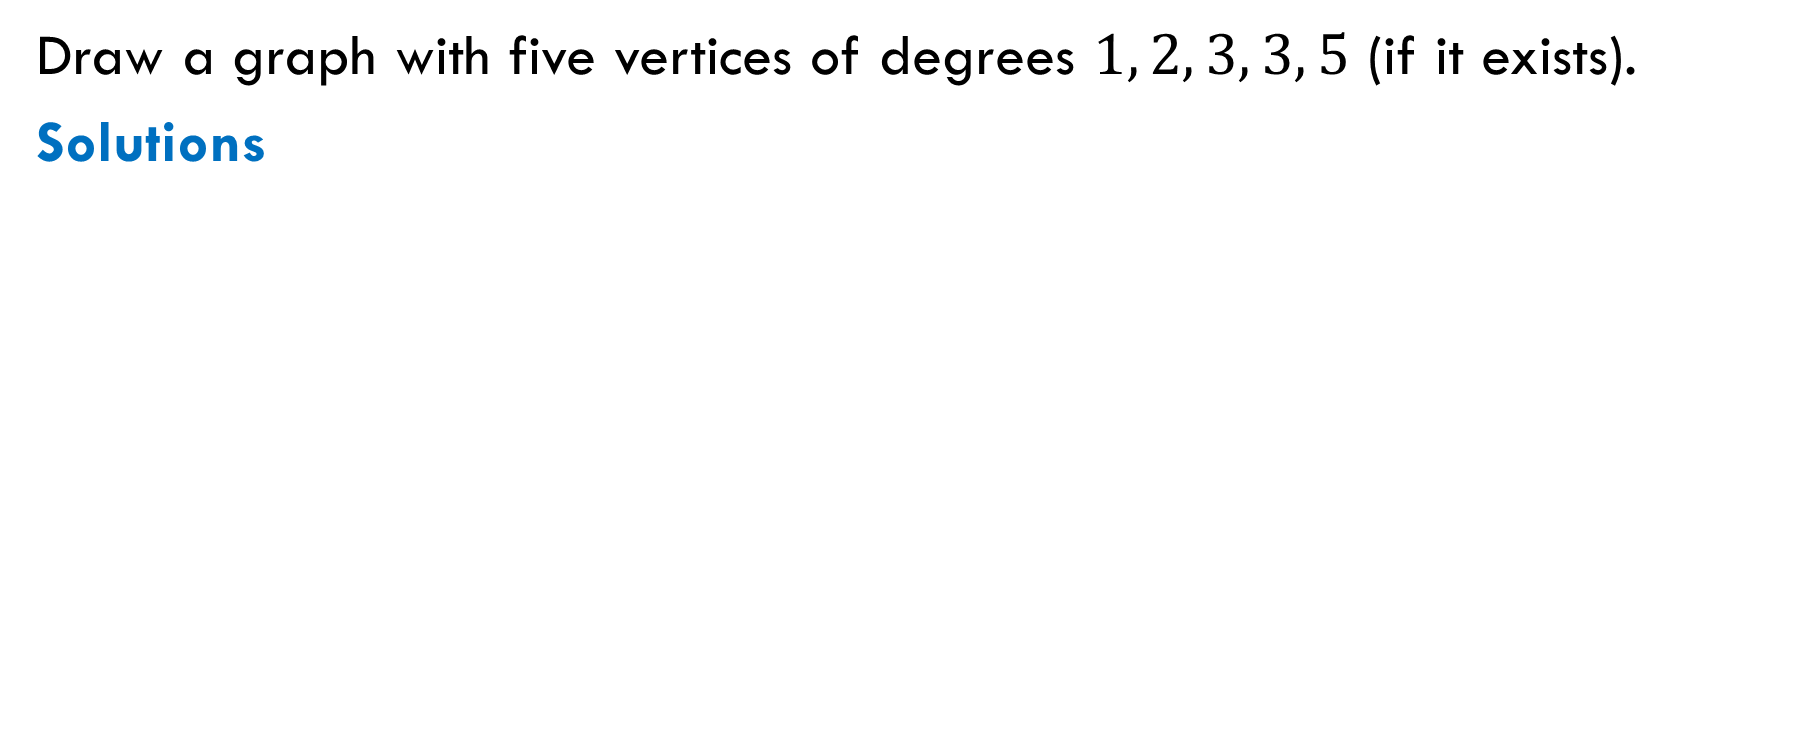 Draw a graph with five vertices of degrees 1, 2, 3, 3, 5 (if it exists).
Solutions